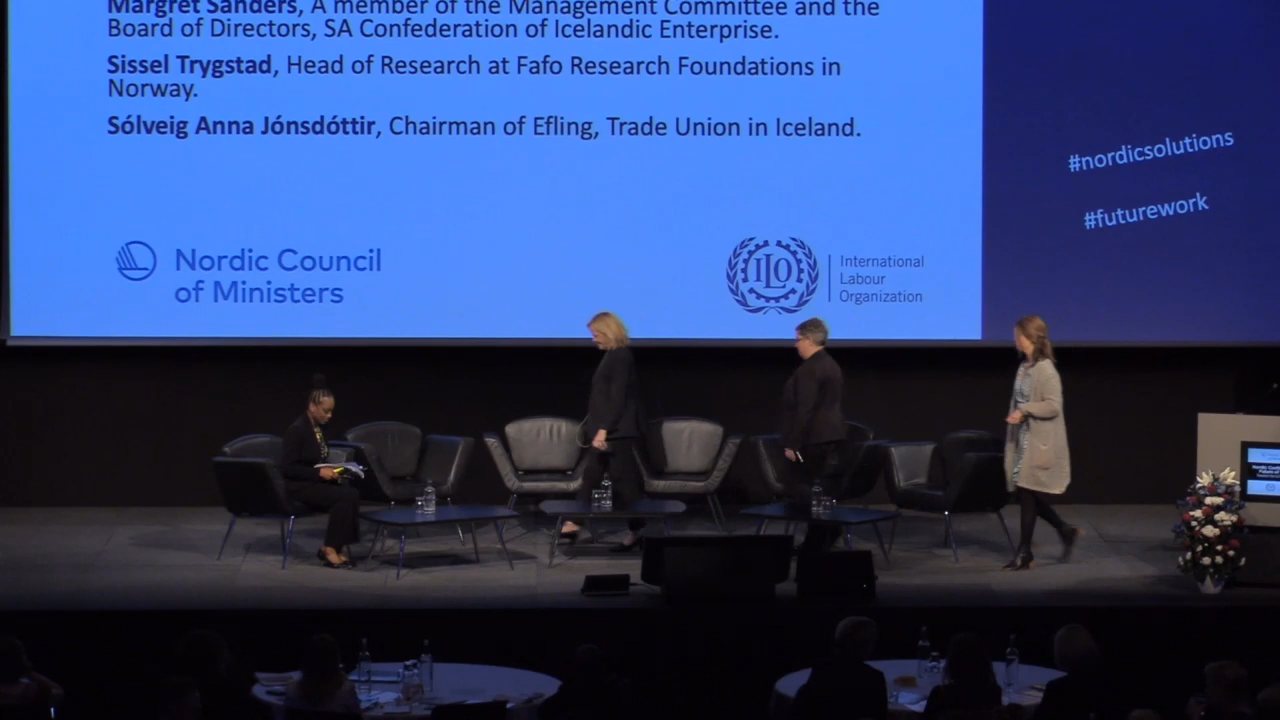 Margret Sanders, A member of the Management Committee and the
Board of Directors, SA Confederation of Icelandic Enterprise.
Sissel Trygstad, Head of Research at Fafo Research Foundations in
Norway.
Sólveig Anna Jónsdóttir, Chairman of Efling, Trade Union in Iceland.
#nordicsolutions
#futurework
Nordic Council
of Ministers
ILO
International
Labour
Organization